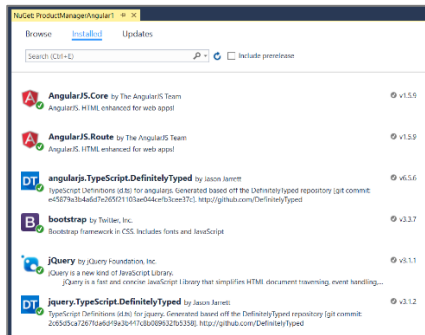 NuGet: ProductManagerAngular1
Browse Installed Updates
Search (Ctrl+E) Include prerelease
AngularJS.Core by The AngularJS Team v1.5.9
AngularJS. HTML enhanced for web apps!
AngularJS.Route by The AngularJS Team v1.5.9
AngularJS. HTML enhanced for web apps!
DT angularjs.TypeScript.DefinitelyTyped by Jason Jarrett v6.5.6
TypeScript Definitions (d.ts) for angularjs. Generated based off the DefinitelyTyped repository [git commit:
e45879a3b4a6d7e265f21103ae044cefb3cee37c]. http://github.com/DefinitelyTyped
B bootstrap by Twitter, Inc. v3.3.7
Bootstrap framework in CSS. Includes fonts and JavaScript
jQuery by jQuery Foundation, Inc. v3.1.1
jQuery is a new kind of JavaScript Library.
jQuery is a fast and concise JavaScript Library that simplifies HTML document traversing, event handling,...
DT jquery.TypeScript.DefinitelyTyped by Jason Jarrett v3.1.2
TypeScript Definitions (d.ts) for jquery. Generated based off the DefinitelyTyped repository [git commit:
2c65d5ca7267fda6d49a3b447c8b089632fb5358]. http://github.com/DefinitelyTyped